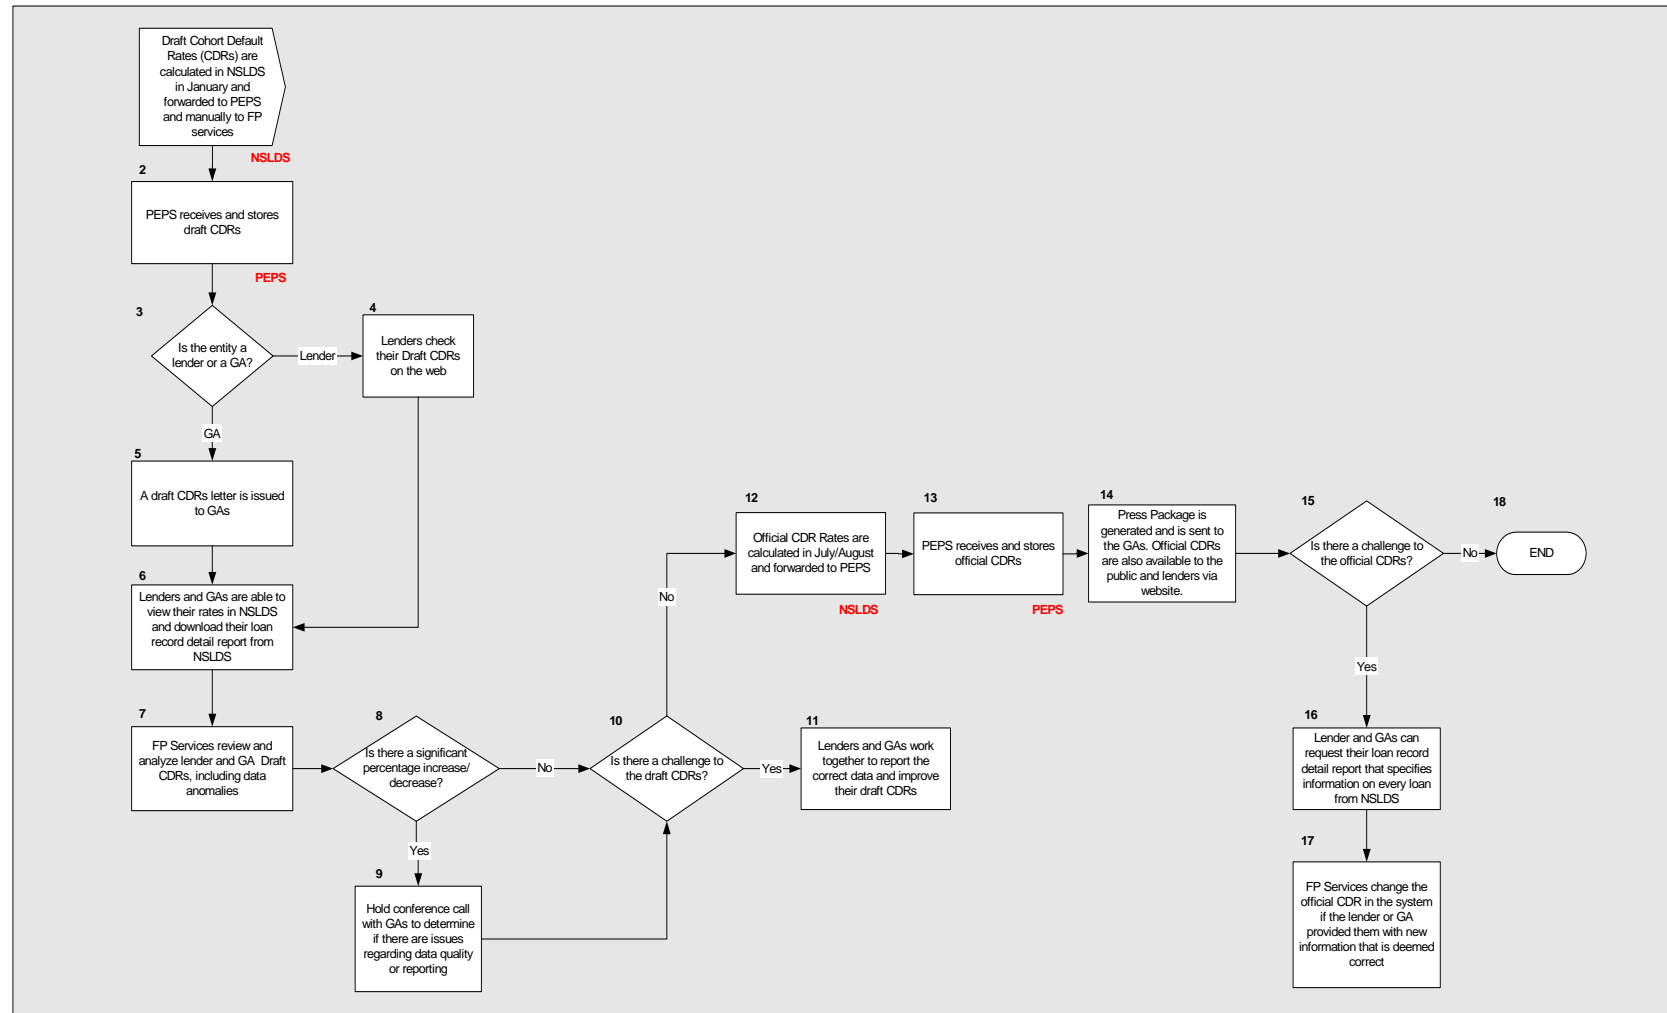 Draft Cohort Default
Rates (CDRs) are
calculated in NSLDS
in January and
forwarded to PEPS
and manually to FP
services
NSLDS
2
PEPS receives and stores
draft CDRs
PEPS
3
Is the entity a
lender or a GA?
Lender
4
Lenders check
their Draft CDRs
on the web
GA
5
A draft CDRs letter is issued
to GAs
6
Lenders and GAs are able to
view their rates in NSLDS
and download their loan
record detail report from
NSLDS
7
FP Services review and
analyze lender and GA Draft
CDRs, including data
anomalies
8
Is there a significant
percentage increase/
decrease?
No
Yes
9
Hold conference call
with GAs to determine
if there are issues
regarding data quality
or reporting
10
Is there a challenge to
the draft CDRs?
Yes
11
Lenders and GAs work
together to report the
correct data and improve
their draft CDRs
No
12
Official CDR Rates are
calculated in July/August
and forwarded to PEPS
NSLDS
13
PEPS receives and stores
official CDRs
PEPS
14
Press Package is
generated and is sent to
the GAs. Official CDRs
are also available to the
public and lenders via
website.
15
Is there a challenge to
the official CDRs?
No
18
END
Yes
16
Lender and GAs can
request their loan record
detail report that specifies
information on every loan
from NSLDS
17
FP Services change the
official CDR in the system
if the lender or GA
provided them with new
information that is deemed
correct